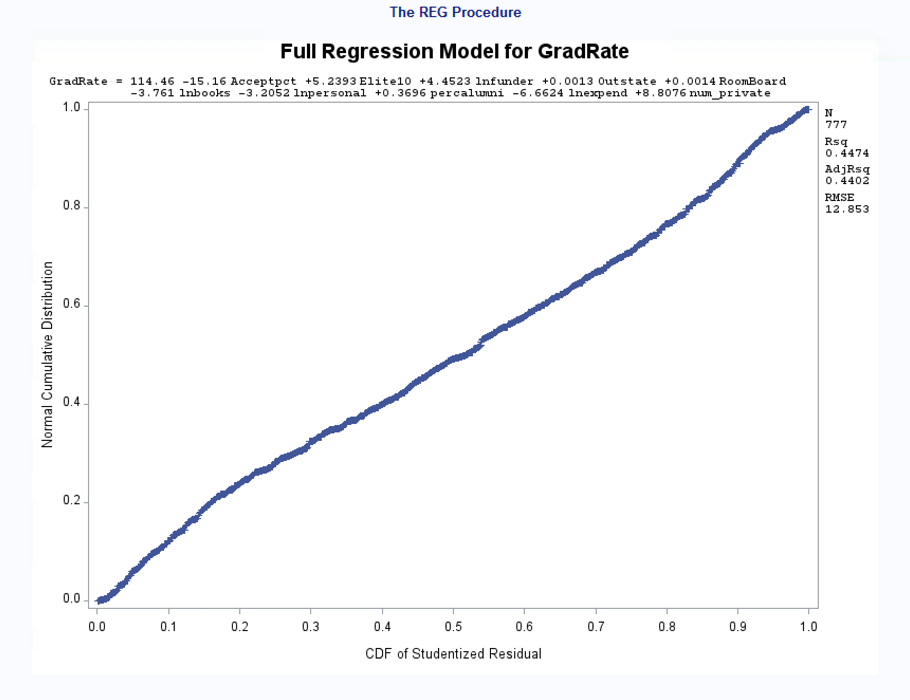 The REG Procedure
Full Regression Model for GradRate
GradRate = 114.46 -15.16 Acceptpct +5.2393 Elite10 +4.4523 lnfunder +0.0013 Outstate +0.0014 RoomBoard
-3.761 lnbooks -3.2052 lnpersonal +0.3696 percalumni -6.6624 lnexpend +8.8076 num_private
N
777
Rsq
0.4474
AdjRsq
0.4402
RMSE
12.853
1.0
0.8
0.6
0.4
0.2
0.0
Normal Cumulative Distribution
0.0 0.1 0.2 0.3 0.4 0.5 0.6 0.7 0.8 0.9 1.0
CDF of Studentized Residual